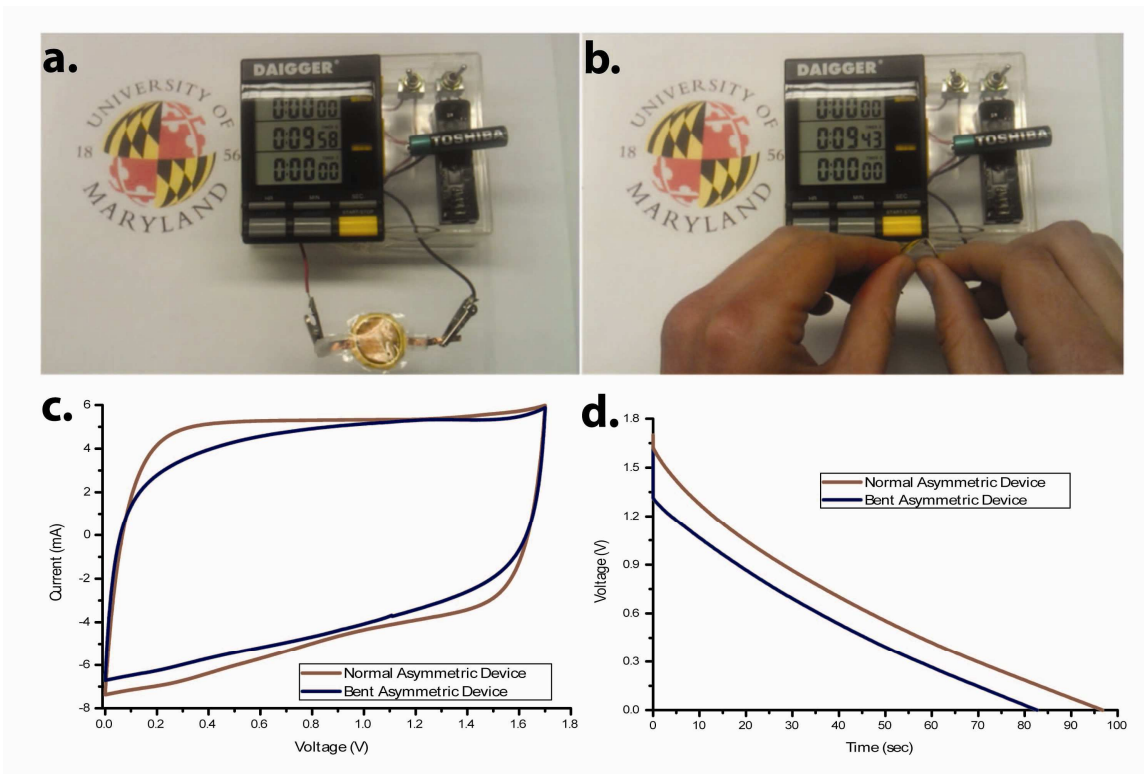 a.
DAIGGER®
0:00 00
0:09 58
0:00 00
HR MIN SEC
TOSHIBA
UNIVERSITY OF
18 56
MARYLAND
b.
DAIGGER®
0:00 00
0:09 43
0:00 00
TOSHIBA
UNIVERSITY OF
18 56
MARYLAND
c.
6
4
2
0
-2
-4
-6
-8
Current (mA)
Normal Asymmetric Device
Bent Asymmetric Device
0.0 0.2 0.4 0.6 0.8 1.0 1.2 1.4 1.6 1.8
Voltage (V)
d.
1.8
1.5
1.2
0.9
0.6
0.3
0.0
Voltage (V)
Normal Asymmetric Device
Bent Asymmetric Device
0 10 20 30 40 50 60 70 80 90 100
Time (sec)